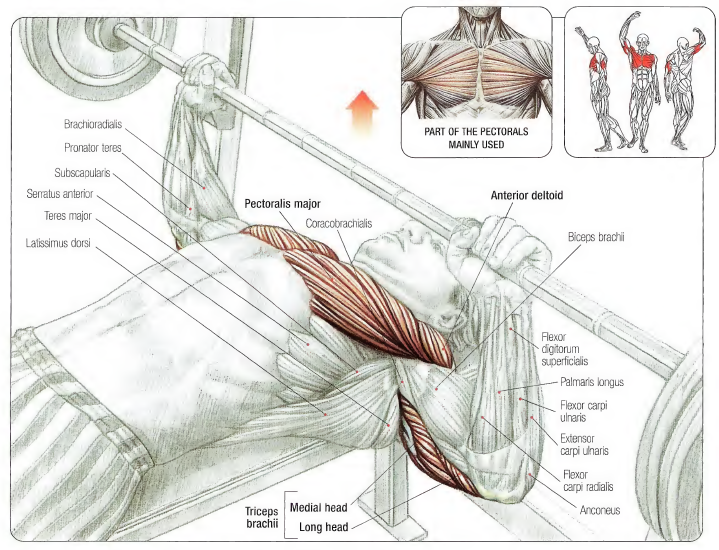 PART OF THE PECTORALS
MAINLY USED
Brachioradialis
Pronator teres
Subscapularis
Serratus anterior
Teres major
Latissimus dorsi
Pectoralis major
Coracobrachialis
Anterior deltoid
Biceps brachii
Flexor
digitorum
superficialis
Palmaris longus
Flexor carpi
ulnaris
Extensor
carpi ulnaris
Flexor
carpi radialis
Anconeus
Triceps
brachii
Medial head
Long head